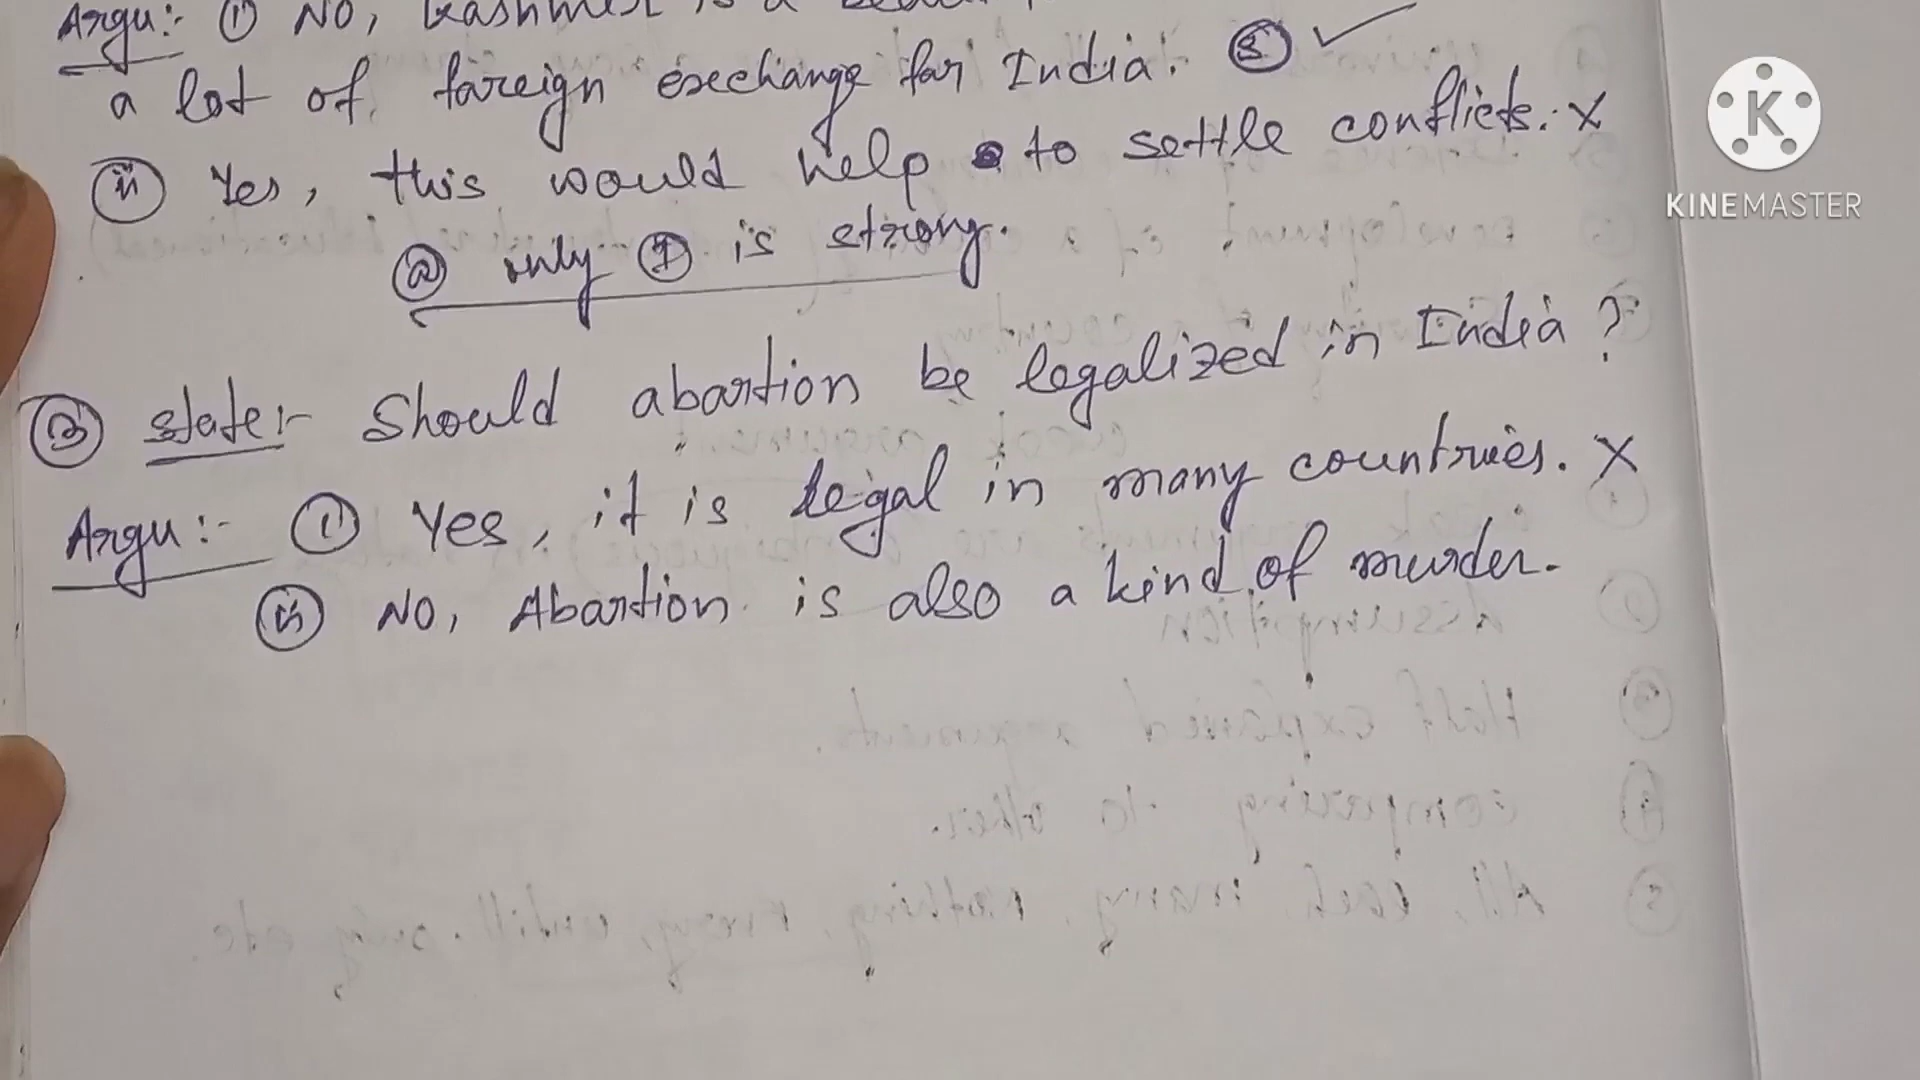 Argu:- (i) NO, Kashmir is a
a lot of foreign exchange for India. (S) ✓
(ii) Yes, this would help to settle conflicts. X
(a) only (I) is strong.
(3) State:- Should abartion be legalized in India ?
Argu:- (i) Yes, it is legal in many countries. X
(ii) NO, Abartion is also a kind of murder.
K
KINEMASTER